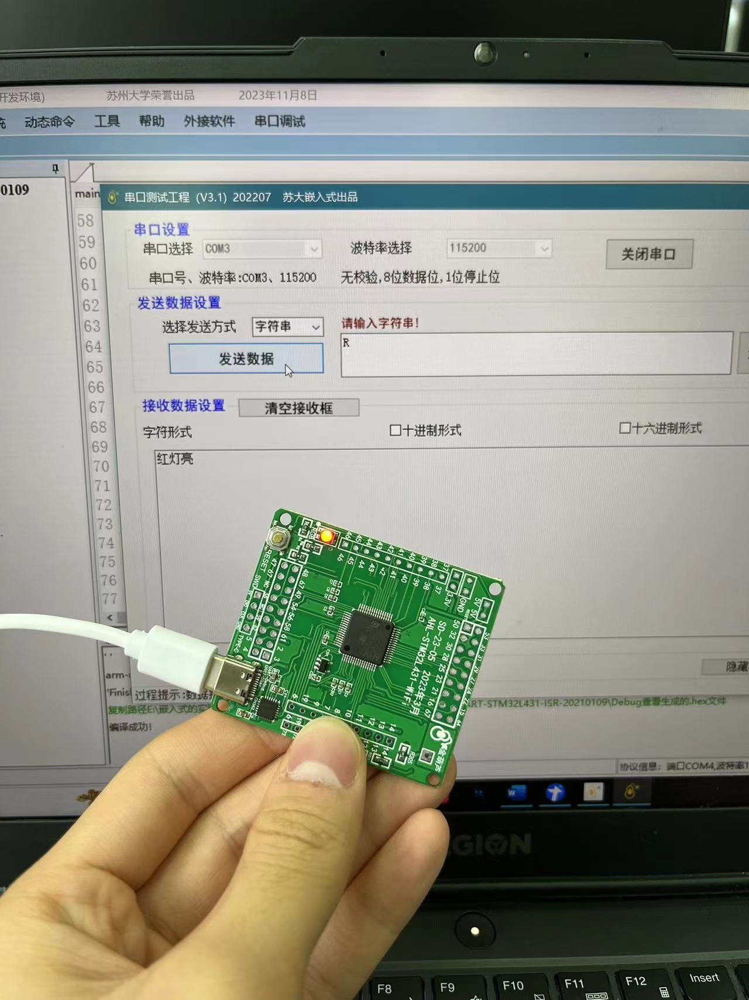 开发环境)
苏州大学荣誉出品
2023年11月8日
动态命令
工具
帮助
外接软件
串口调试
0109
main
串口测试工程 (V3.1) 202207 苏大嵌入式出品
58
59
60
61
62
63
64
65
66
67
68
69
70
71
72
73
74
75
76
77
串口设置
串口选择
COM3
波特率选择
115200
关闭串口
串口号、波特率:COM3、115200
无校验,8位数据位,1位停止位
发送数据设置
选择发送方式
字符串
请输入字符串!
R
发送数据
接收数据设置
清空接收框
字符形式
十进制形式
十六进制形式
红灯亮
RESET
RGB
SWD
TYPE-C
3.3V
GND
5V
5V
SD-23-05 2023年3月
AHL-STM32L431-WiFi
金葫芦
R205
隐藏
arm-
过程提示:数据
ART-STM32L431-ISR-20210109\Debug查看生成的.hex文件
复制路径E:\嵌入式的实
编译成功!
协议信息: 端口COM4,波特率1
GION
F8
F9
F10
F11
F12
Insert